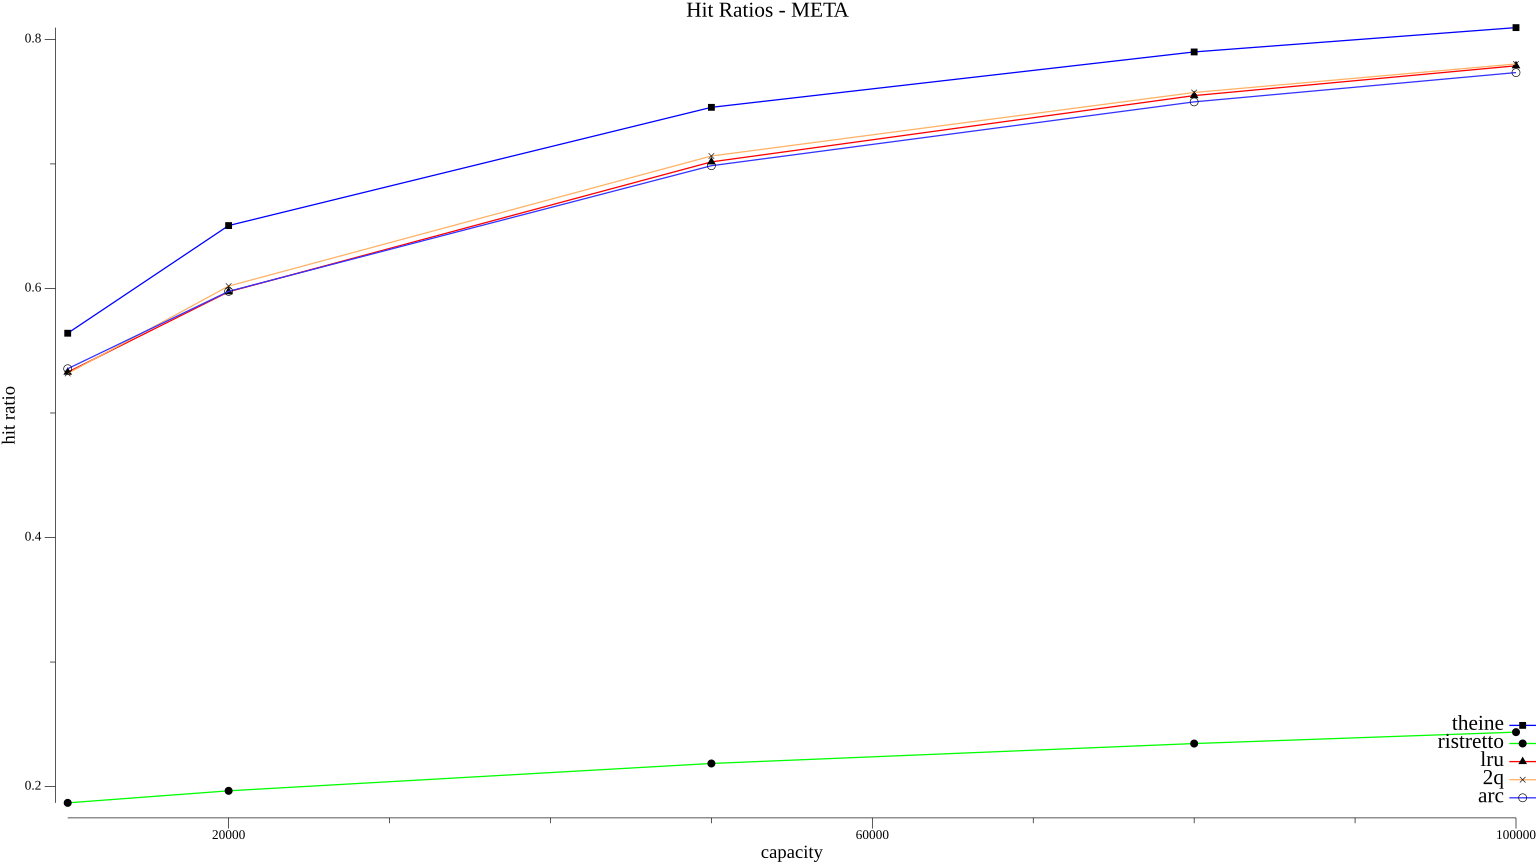 Hit Ratios - META
0.8
0.6
hit ratio
0.4
0.2
theine
ristretto
lru
2q
arc
20000
60000
100000
capacity